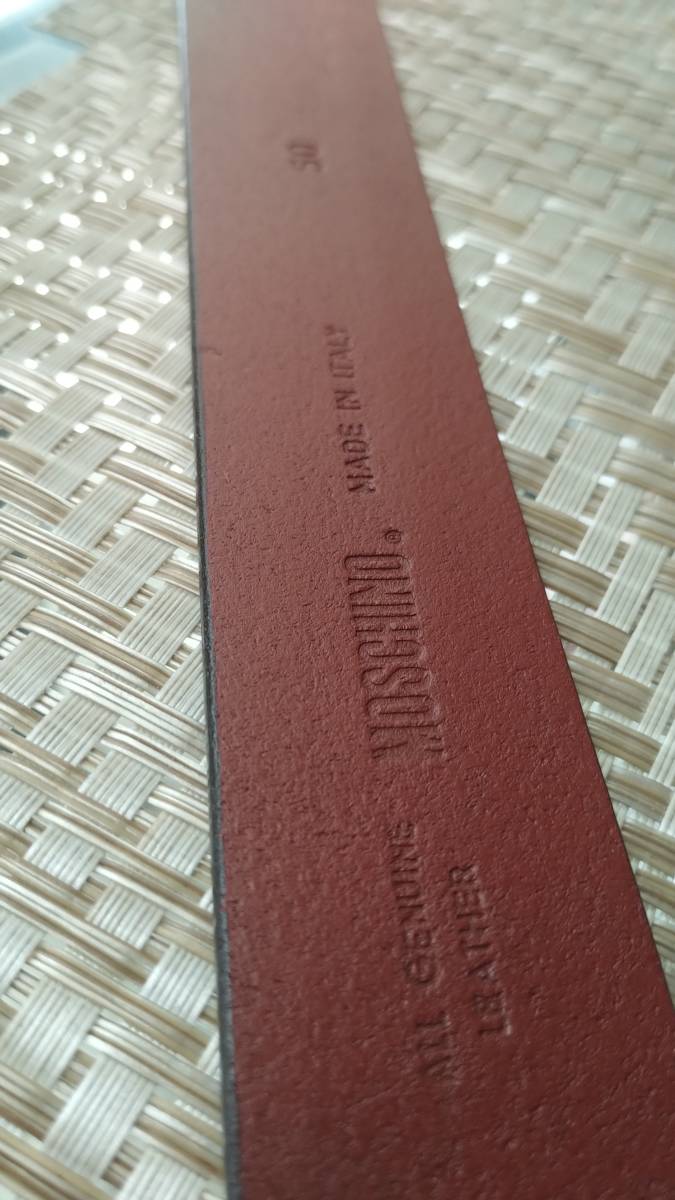 ALL GENUINE
LEATHER
MOSCHINO®
MADE IN ITALY
50